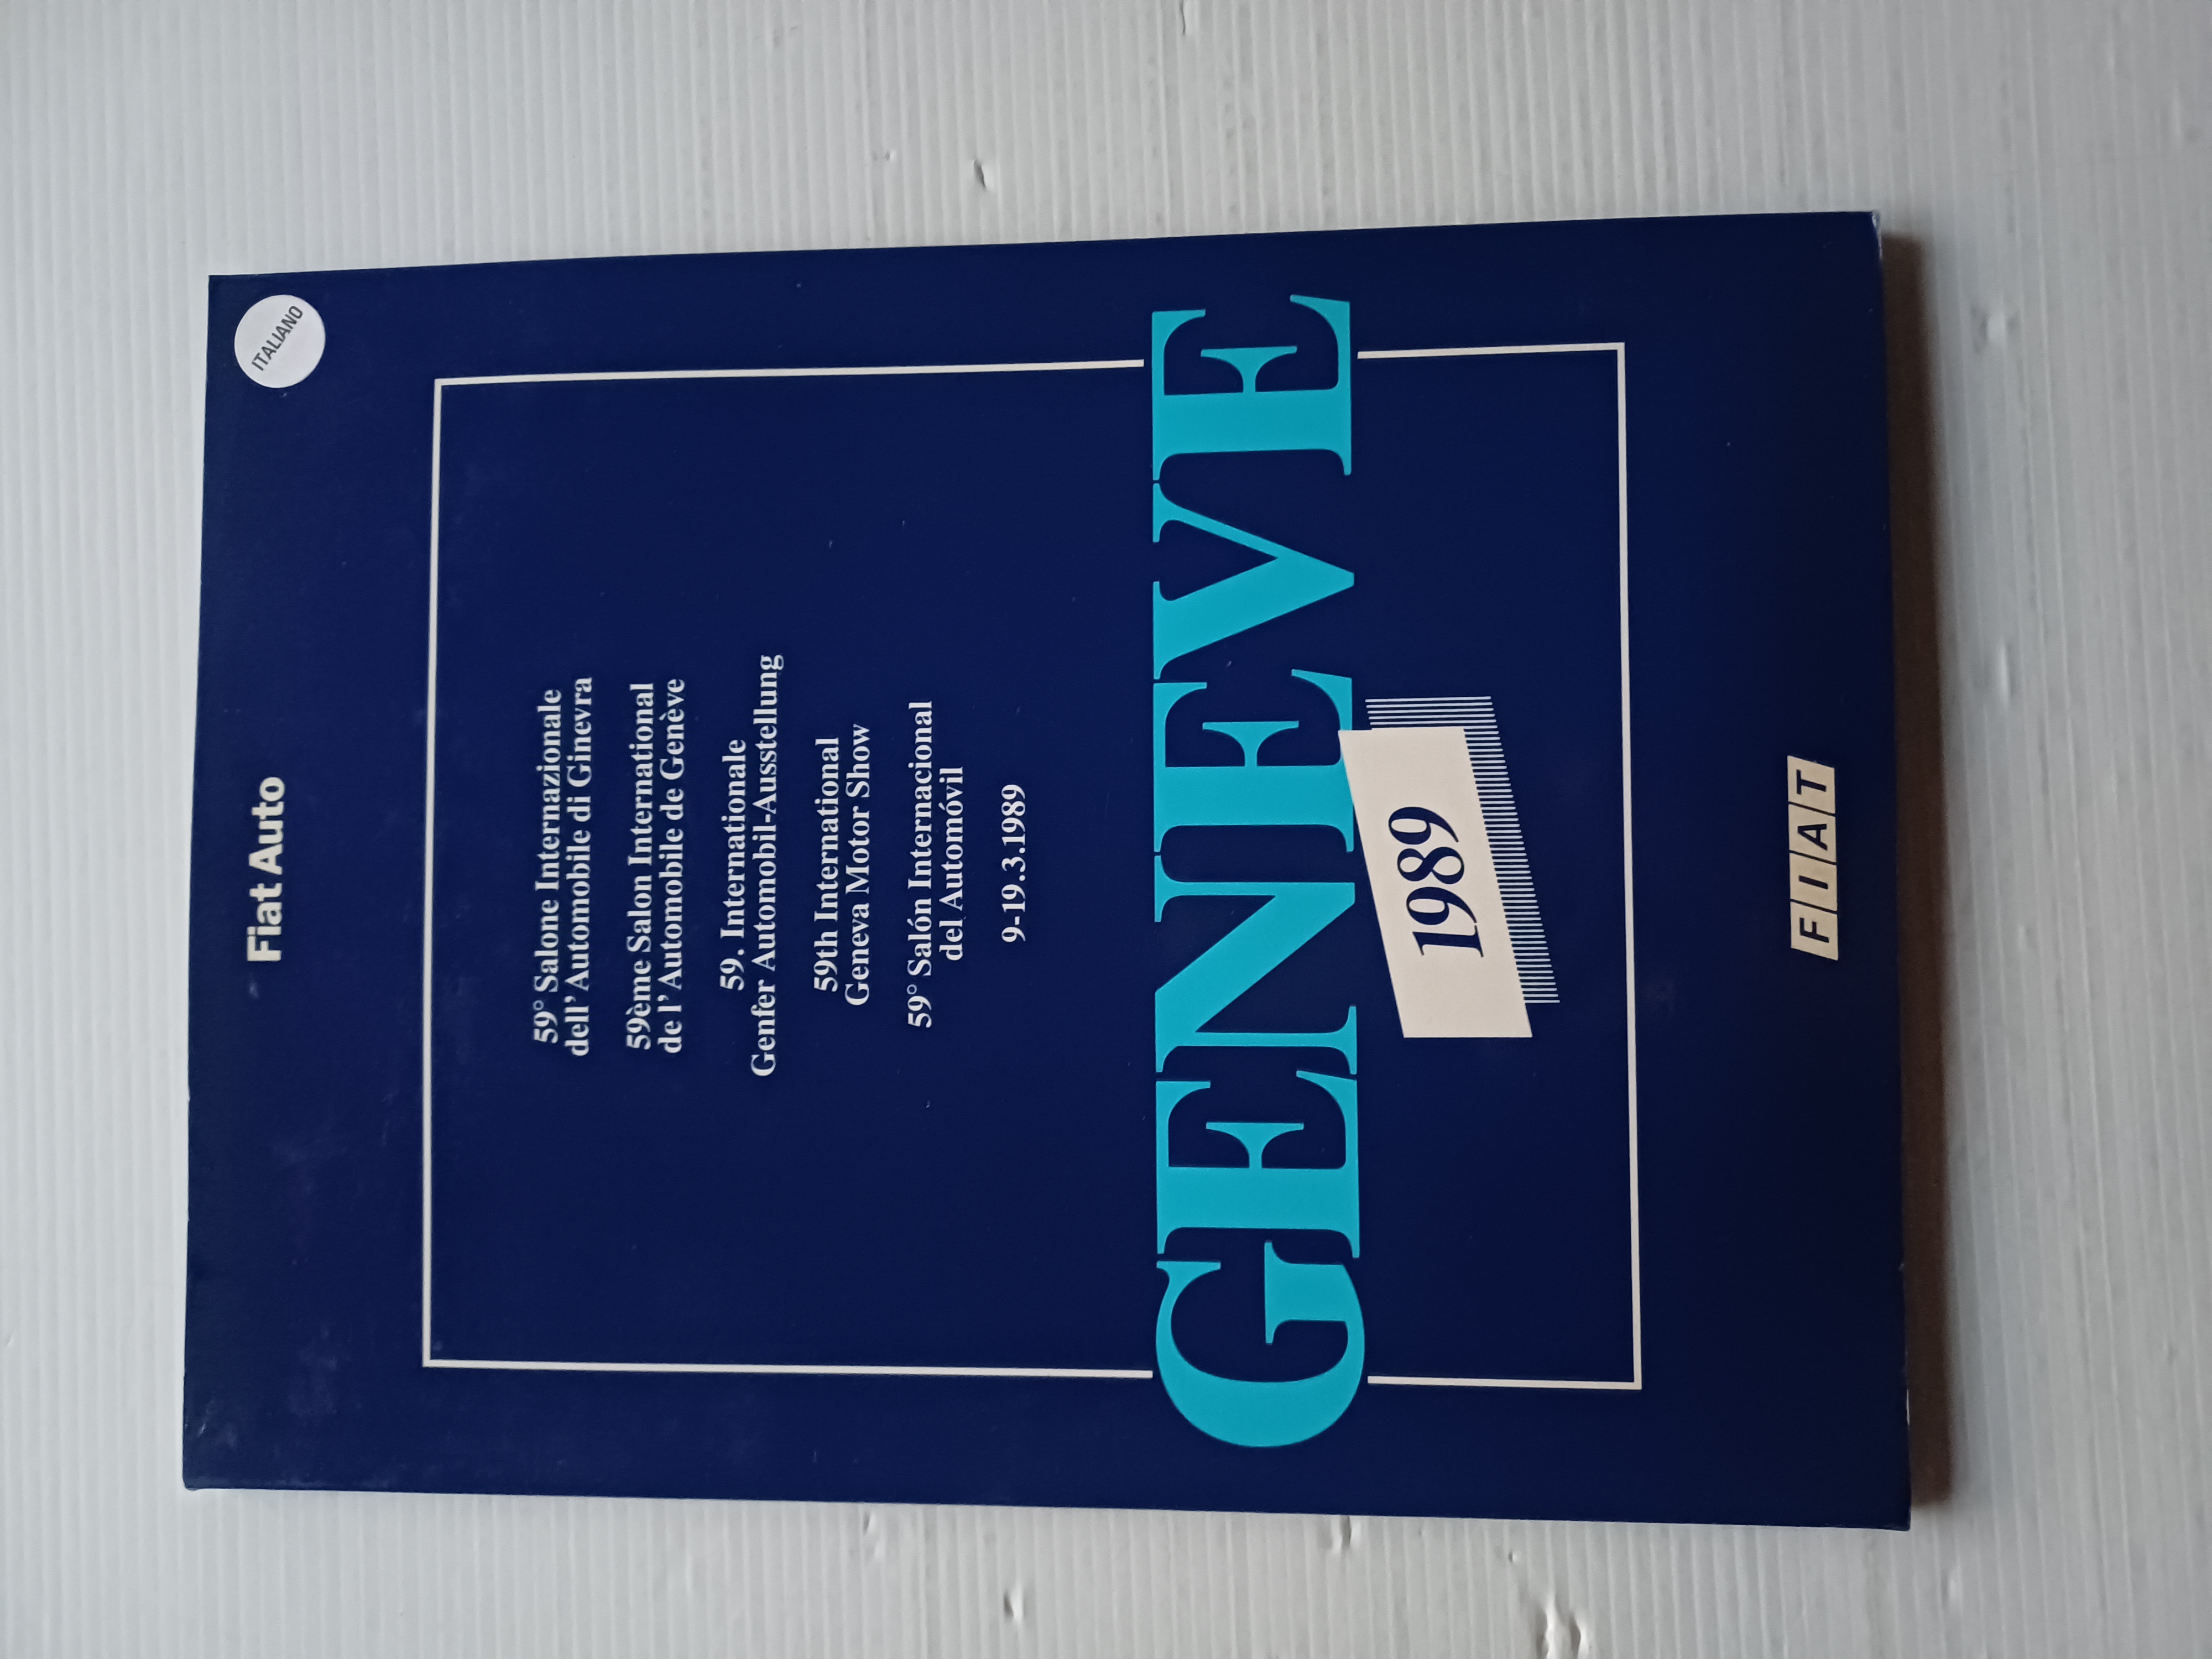 Fiat Auto
ITALIANO
59° Salone Internazionale
dell'Automobile di Ginevra
59ème Salon International
de l'Automobile de Genève
59. Internationale
Genfer Automobil-Ausstellung
59th International
Geneva Motor Show
59° Salón Internacional
del Automóvil
9-19.3.1989
GENEVE
1989
FIAT